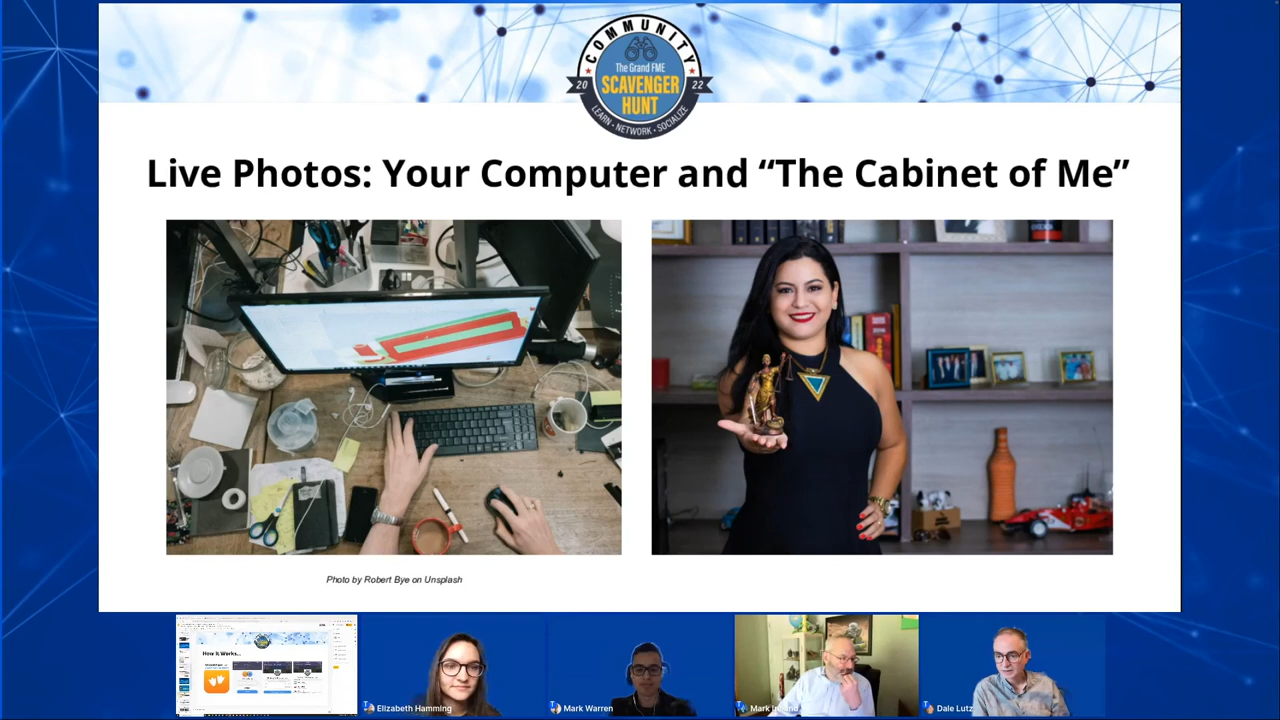 COMMUNITY
The Grand FME
20 SCAVENGER 22
HUNT
LEARN • NETWORK • SOCIALIZE
Live Photos: Your Computer and “The Cabinet of Me”
Photo by Robert Bye on Unsplash
How It Works...
Elizabeth Hamming
Mark Warren
Mark
Dale Lutz